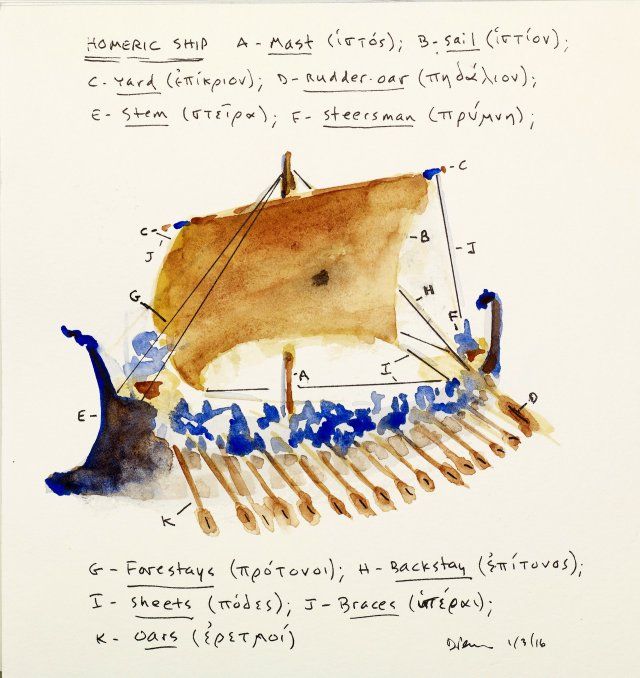 HOMERIC SHIP A - Mast (ἱστός); B - Sail (ἱστίον);
C - Yard (ἐπίκριον); D - Rudder-oar (πηδάλιον);
E - Stem (στεῖρα); F - Steersman (πρύμνη);
C
C
J
B
J
G
H
F
I
A
E
D
K
G - Forestays (πρότονοι); H - Backstay (ἐπίτονος);
I - Sheets (πόδες); J - Braces (ὑπέραι);
K - Oars (ἐρετμοί)
1/3/16